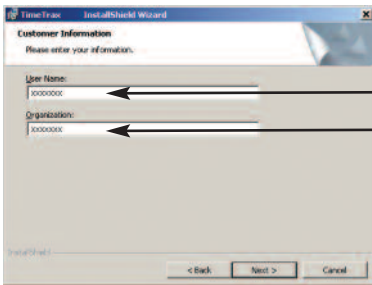 TimeTrax InstallShield Wizard
Customer Information
Please enter your information.
User Name:
xxxxxxxx
Organization:
xxxxxxxx
InstallShield
< Back Next > Cancel